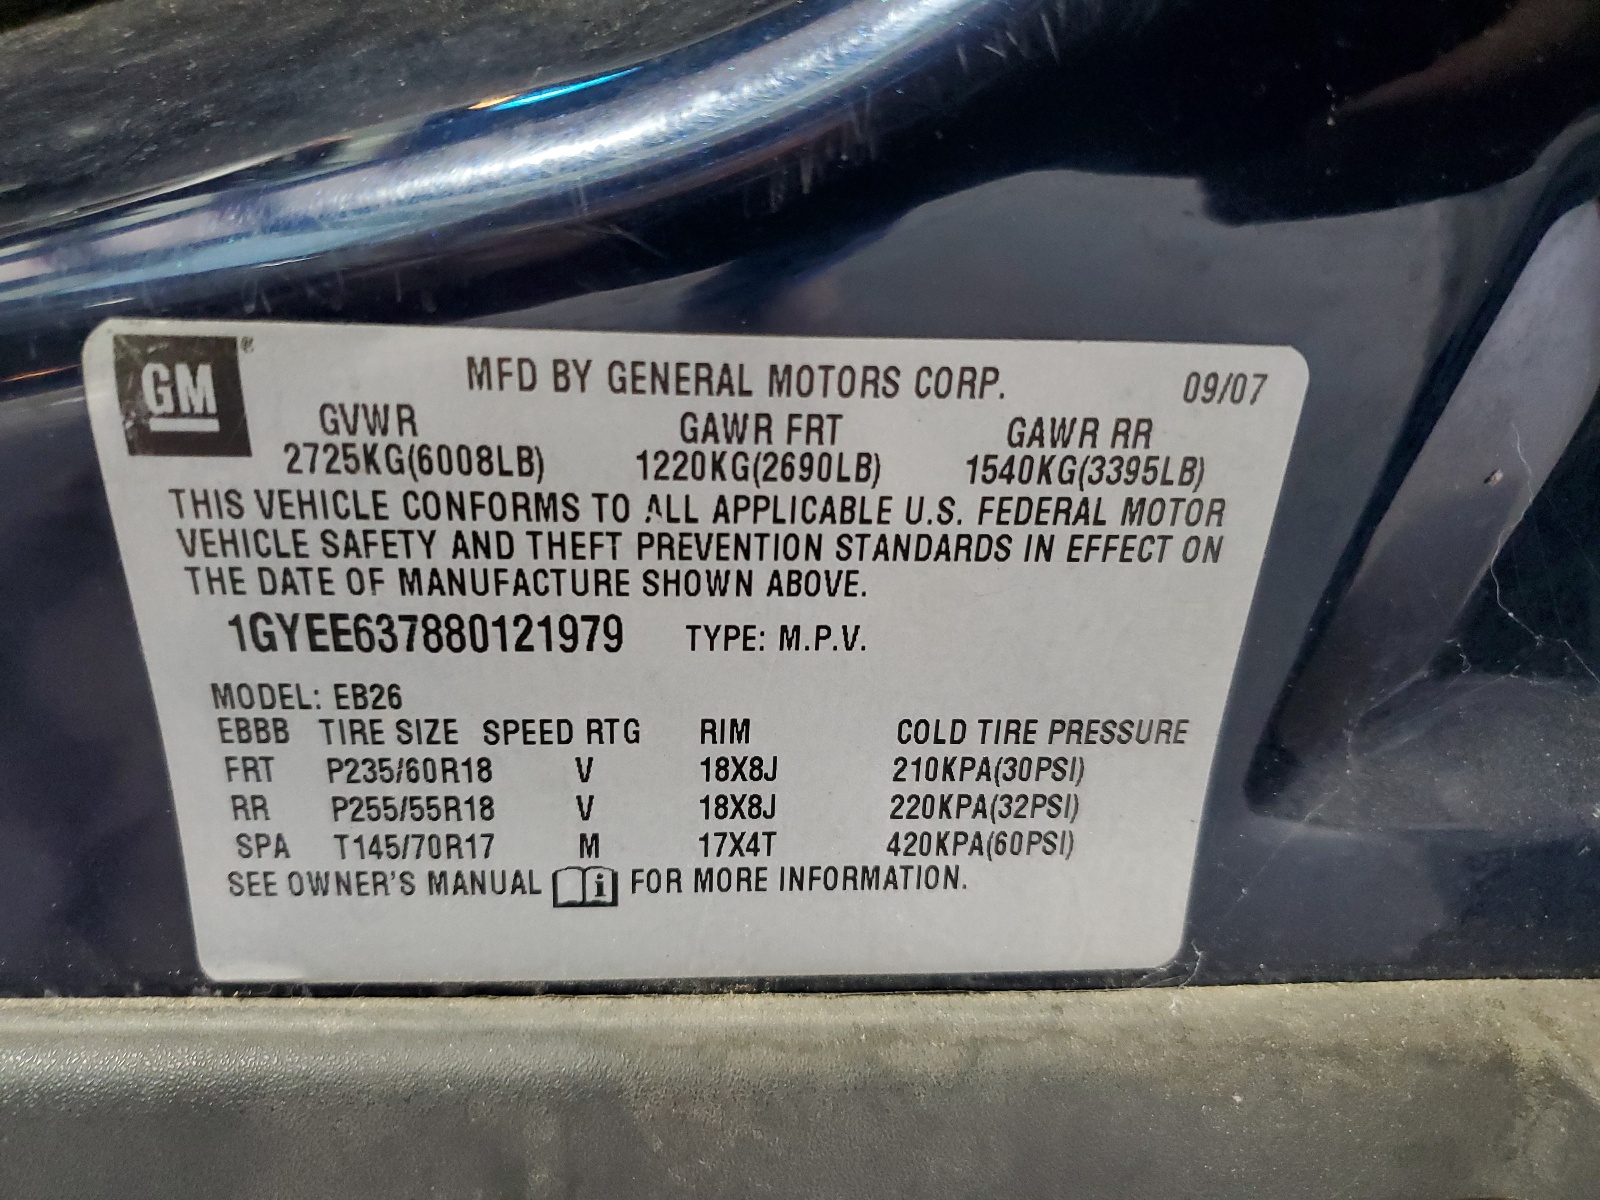 GM ®
MFD BY GENERAL MOTORS CORP. 09/07
GVWR GAWR FRT GAWR RR
2725KG(6008LB) 1220KG(2690LB) 1540KG(3395LB)
THIS VEHICLE CONFORMS TO ALL APPLICABLE U.S. FEDERAL MOTOR
VEHICLE SAFETY AND THEFT PREVENTION STANDARDS IN EFFECT ON
THE DATE OF MANUFACTURE SHOWN ABOVE.
1GYEE637880121979 TYPE: M.P.V.
MODEL: EB26
EBBB TIRE SIZE SPEED RTG RIM COLD TIRE PRESSURE
FRT P235/60R18 V 18X8J 210KPA(30PSI)
RR P255/55R18 V 18X8J 220KPA(32PSI)
SPA T145/70R17 M 17X4T 420KPA(60PSI)
SEE OWNER'S MANUAL i FOR MORE INFORMATION.